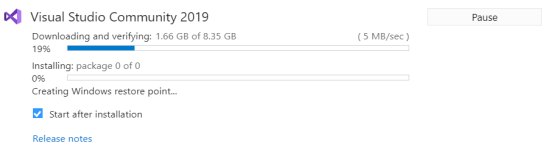 Visual Studio Community 2019
Pause
Downloading and verifying: 1.66 GB of 8.35 GB ( 5 MB/sec )
19%
Installing: package 0 of 0
0%
Creating Windows restore point...
Start after installation
Release notes